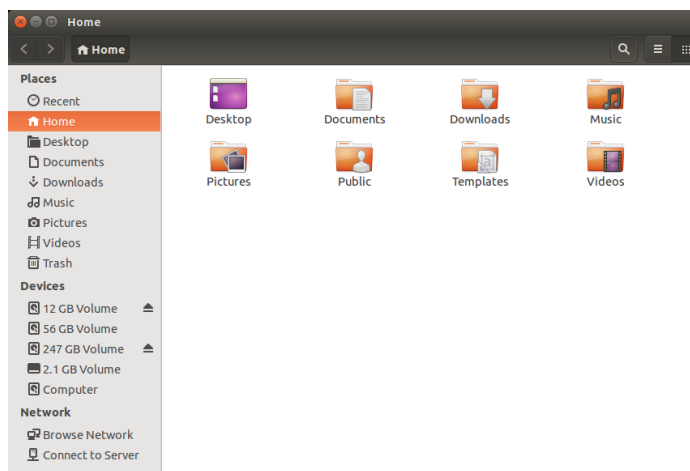 Home
Home
Places
Recent
Home
Desktop
Documents
Downloads
Music
Pictures
Videos
Trash
Devices
12 GB Volume
56 GB Volume
247 GB Volume
2.1 GB Volume
Computer
Network
Browse Network
Connect to Server
Desktop Documents Downloads Music
Pictures Public Templates Videos